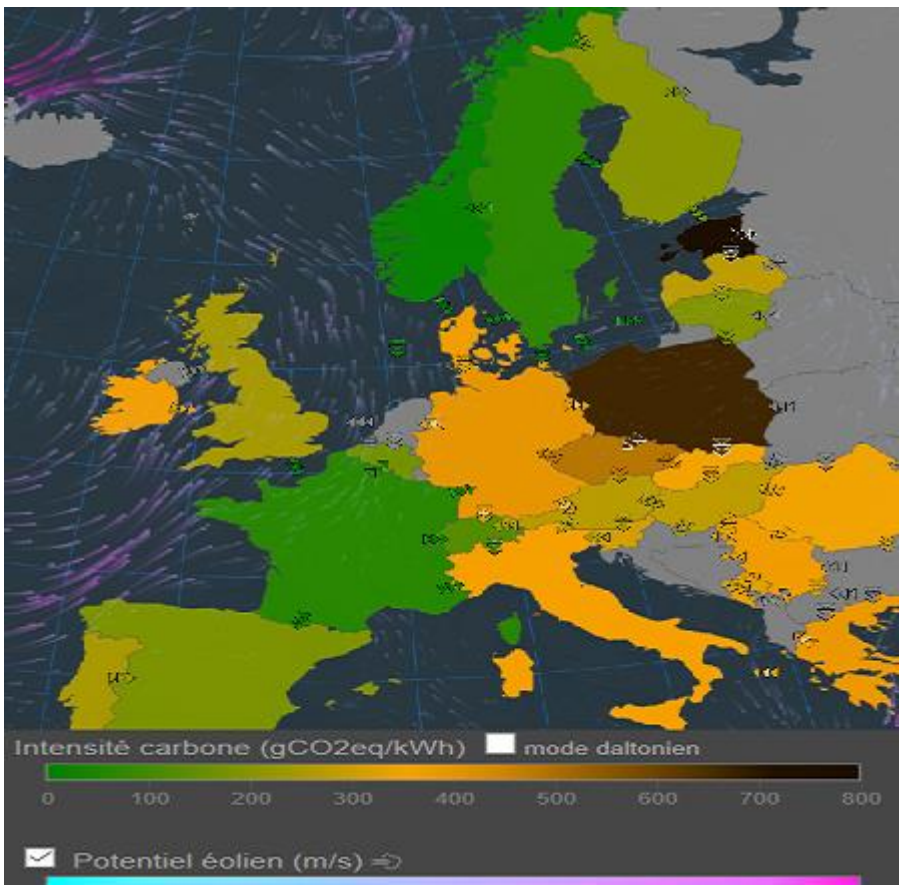 Intensité carbone (gCO2eq/kWh) mode daltonien
0 100 200 300 400 500 600 700 800
Potentiel éolien (m/s)